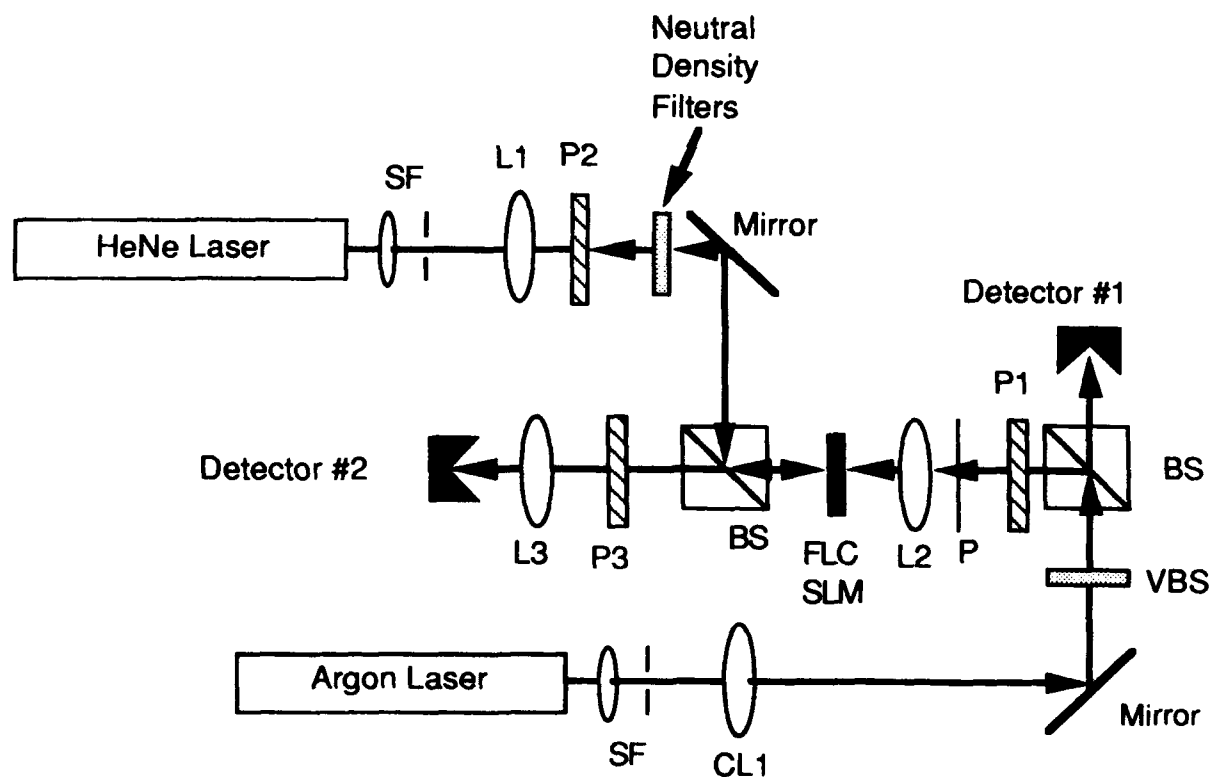 Neutral
Density
Filters
L1
P2
SF
Mirror
HeNe Laser
Detector #1
P1
Detector #2
BS
L3
P3
BS
FLC
SLM
L2
P
VBS
Argon Laser
Mirror
SF
CL1